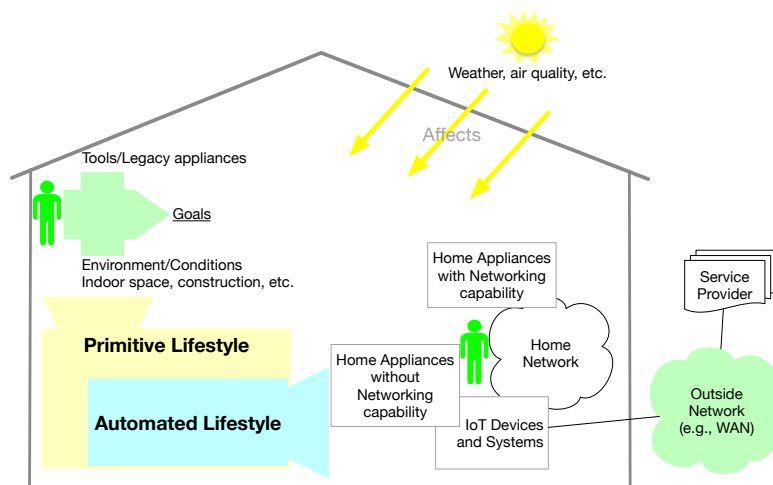 Weather, air quality, etc.
Affects
Tools/Legacy appliances
Goals
Environment/Conditions
Indoor space, construction, etc.
Primitive Lifestyle
Automated Lifestyle
Home Appliances
with Networking
capability
Home
Network
Home Appliances
without
Networking
capability
IoT Devices
and Systems
Service
Provider
Outside
Network
(e.g., WAN)